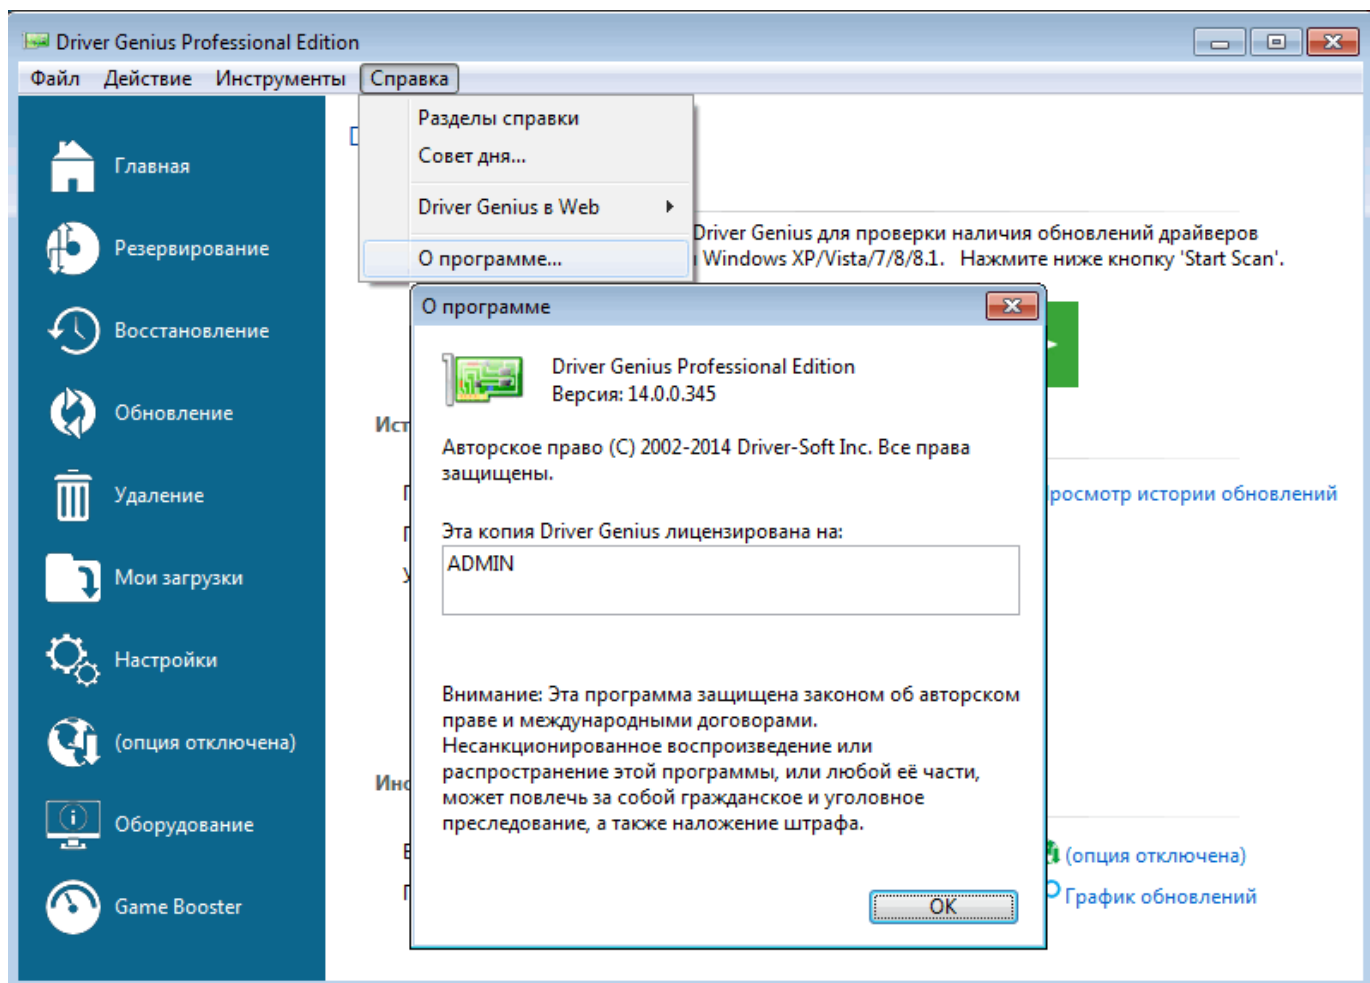 Driver Genius Professional Edition
Файл Действие Инструменты Справка
Разделы справки
Совет дня...
Driver Genius в Web
О программе...
Главная
Резервирование
Восстановление
Обновление
Удаление
Мои загрузки
Настройки
(опция отключена)
Оборудование
Game Booster
Driver Genius для проверки наличия обновлений драйверов
Windows XP/Vista/7/8/8.1. Нажмите ниже кнопку 'Start Scan'.
О программе
Driver Genius Professional Edition
Версия: 14.0.0.345
Авторское право (C) 2002-2014 Driver-Soft Inc. Все права
защищены.
Эта копия Driver Genius лицензирована на:
ADMIN
Внимание: Эта программа защищена законом об авторском
праве и международными договорами.
Несанкционированное воспроизведение или
распространение этой программы, или любой её части,
может повлечь за собой гражданское и уголовное
преследование, а также наложение штрафа.
OK
Ист
росмотр истории обновлений
Инс
(опция отключена)
График обновлений